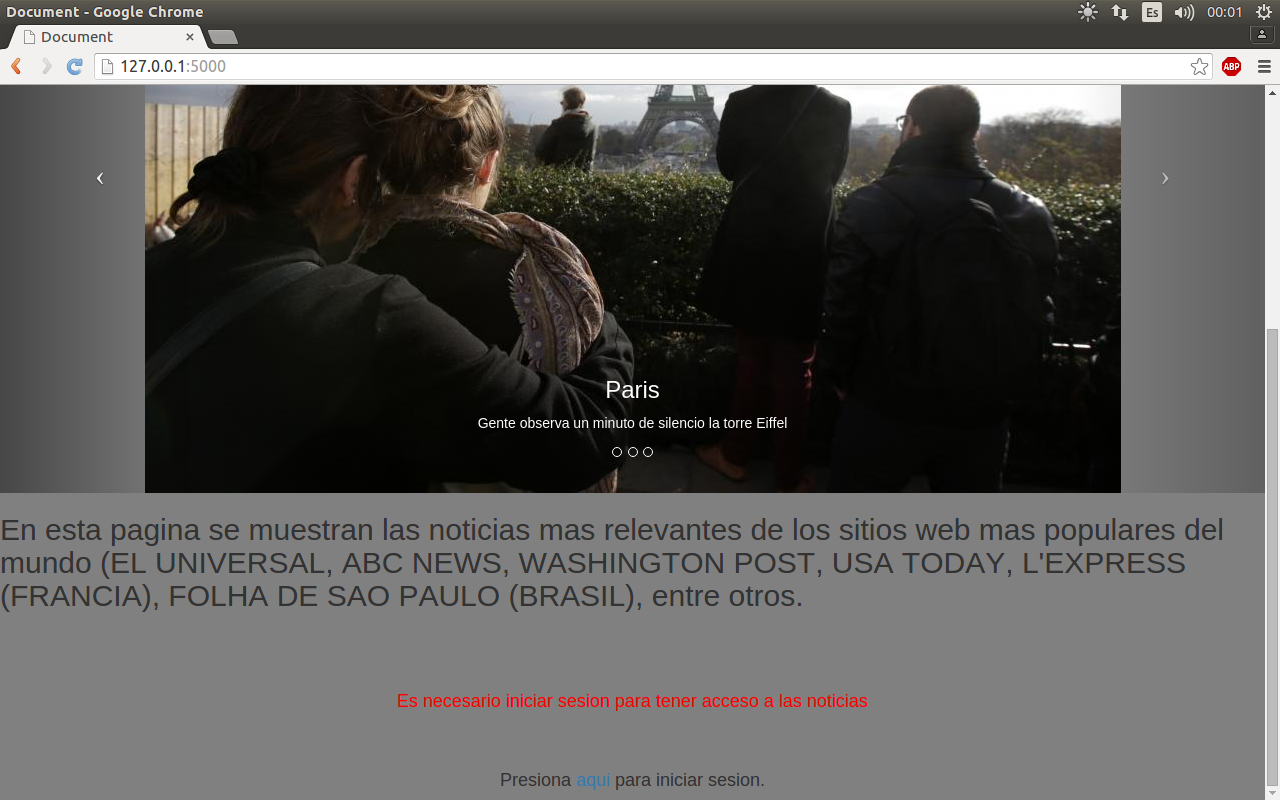 Document - Google Chrome
Es
00:01
Document
127.0.0.1:5000
ABP
Paris
Gente observa un minuto de silencio la torre Eiffel
En esta pagina se muestran las noticias mas relevantes de los sitios web mas populares del
mundo (EL UNIVERSAL, ABC NEWS, WASHINGTON POST, USA TODAY, L'EXPRESS
(FRANCIA), FOLHA DE SAO PAULO (BRASIL), entre otros.
Es necesario iniciar sesion para tener acceso a las noticias
Presiona aqui para iniciar sesion.